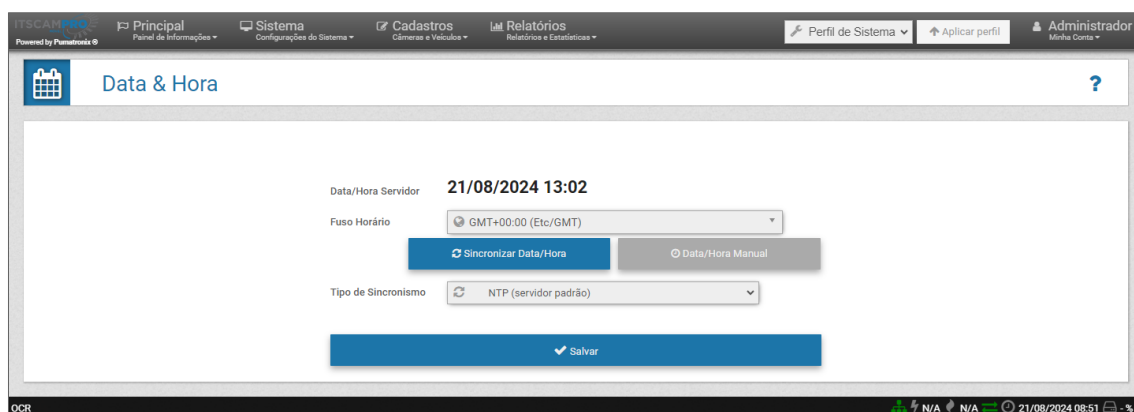 ITSCAMPRO
Powered by Pumatronix ®
Principal
Painel de Informações
Sistema
Configurações do Sistema
Cadastros
Câmeras e Veículos
Relatórios
Relatórios e Estatísticas
Perfil de Sistema
Aplicar perfil
Administrador
Minha Conta
Data & Hora
?
Data/Hora Servidor 21/08/2024 13:02
Fuso Horário GMT+00:00 (Etc/GMT)
Sincronizar Data/Hora Data/Hora Manual
Tipo de Sincronismo NTP (servidor padrão)
Salvar
OCR N/A N/A 21/08/2024 08:51 - %